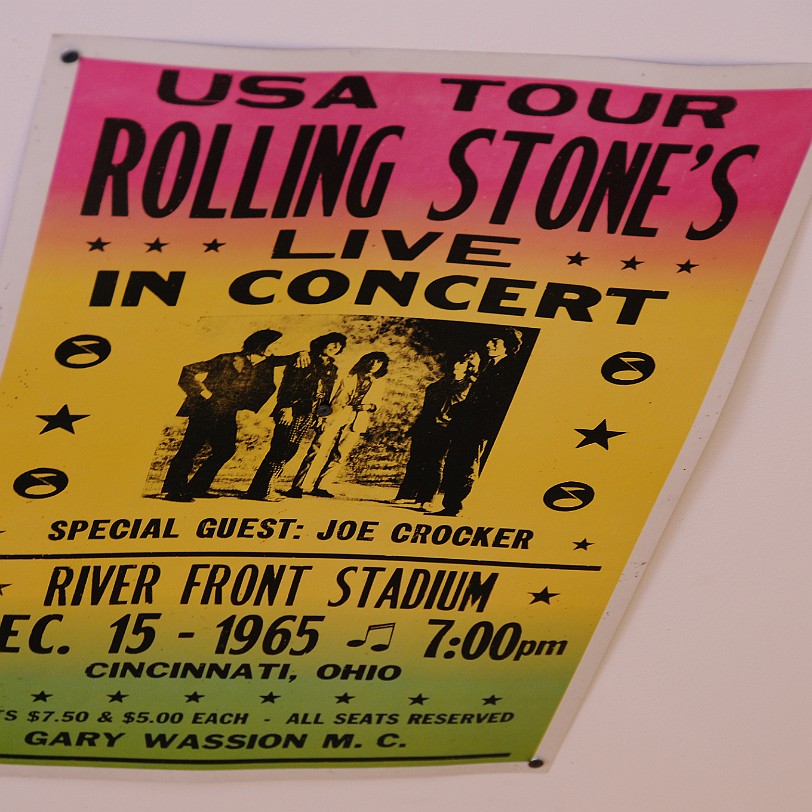 USA TOUR
ROLLING STONE'S
LIVE
IN CONCERT
SPECIAL GUEST: JOE CROCKER
RIVER FRONT STADIUM
EC. 15 - 1965 7:00pm
CINCINNATI, OHIO
TS $7.50 & $5.00 EACH - ALL SEATS RESERVED
GARY WASSION M. C.